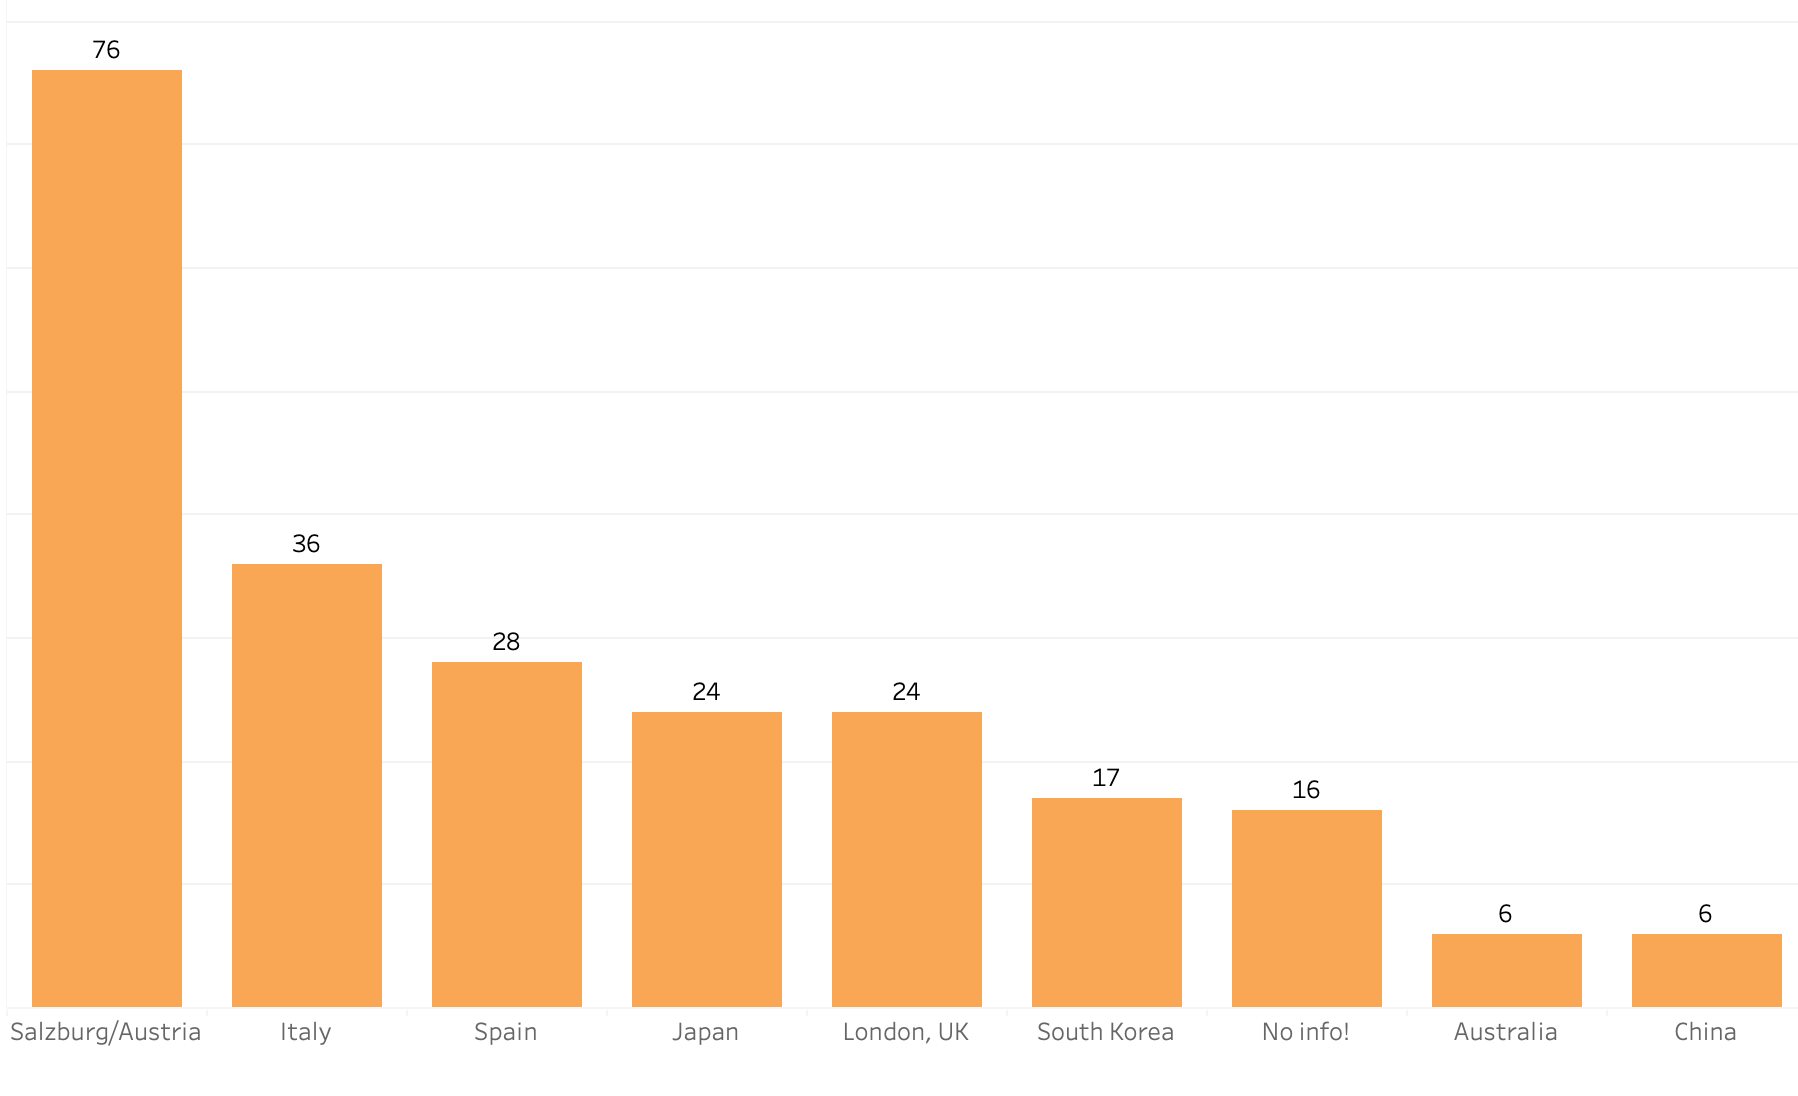 76
36
28
24
24
17
16
6
6
Salzburg/Austria
Italy
Spain
Japan
London, UK
South Korea
No info!
Australia
China